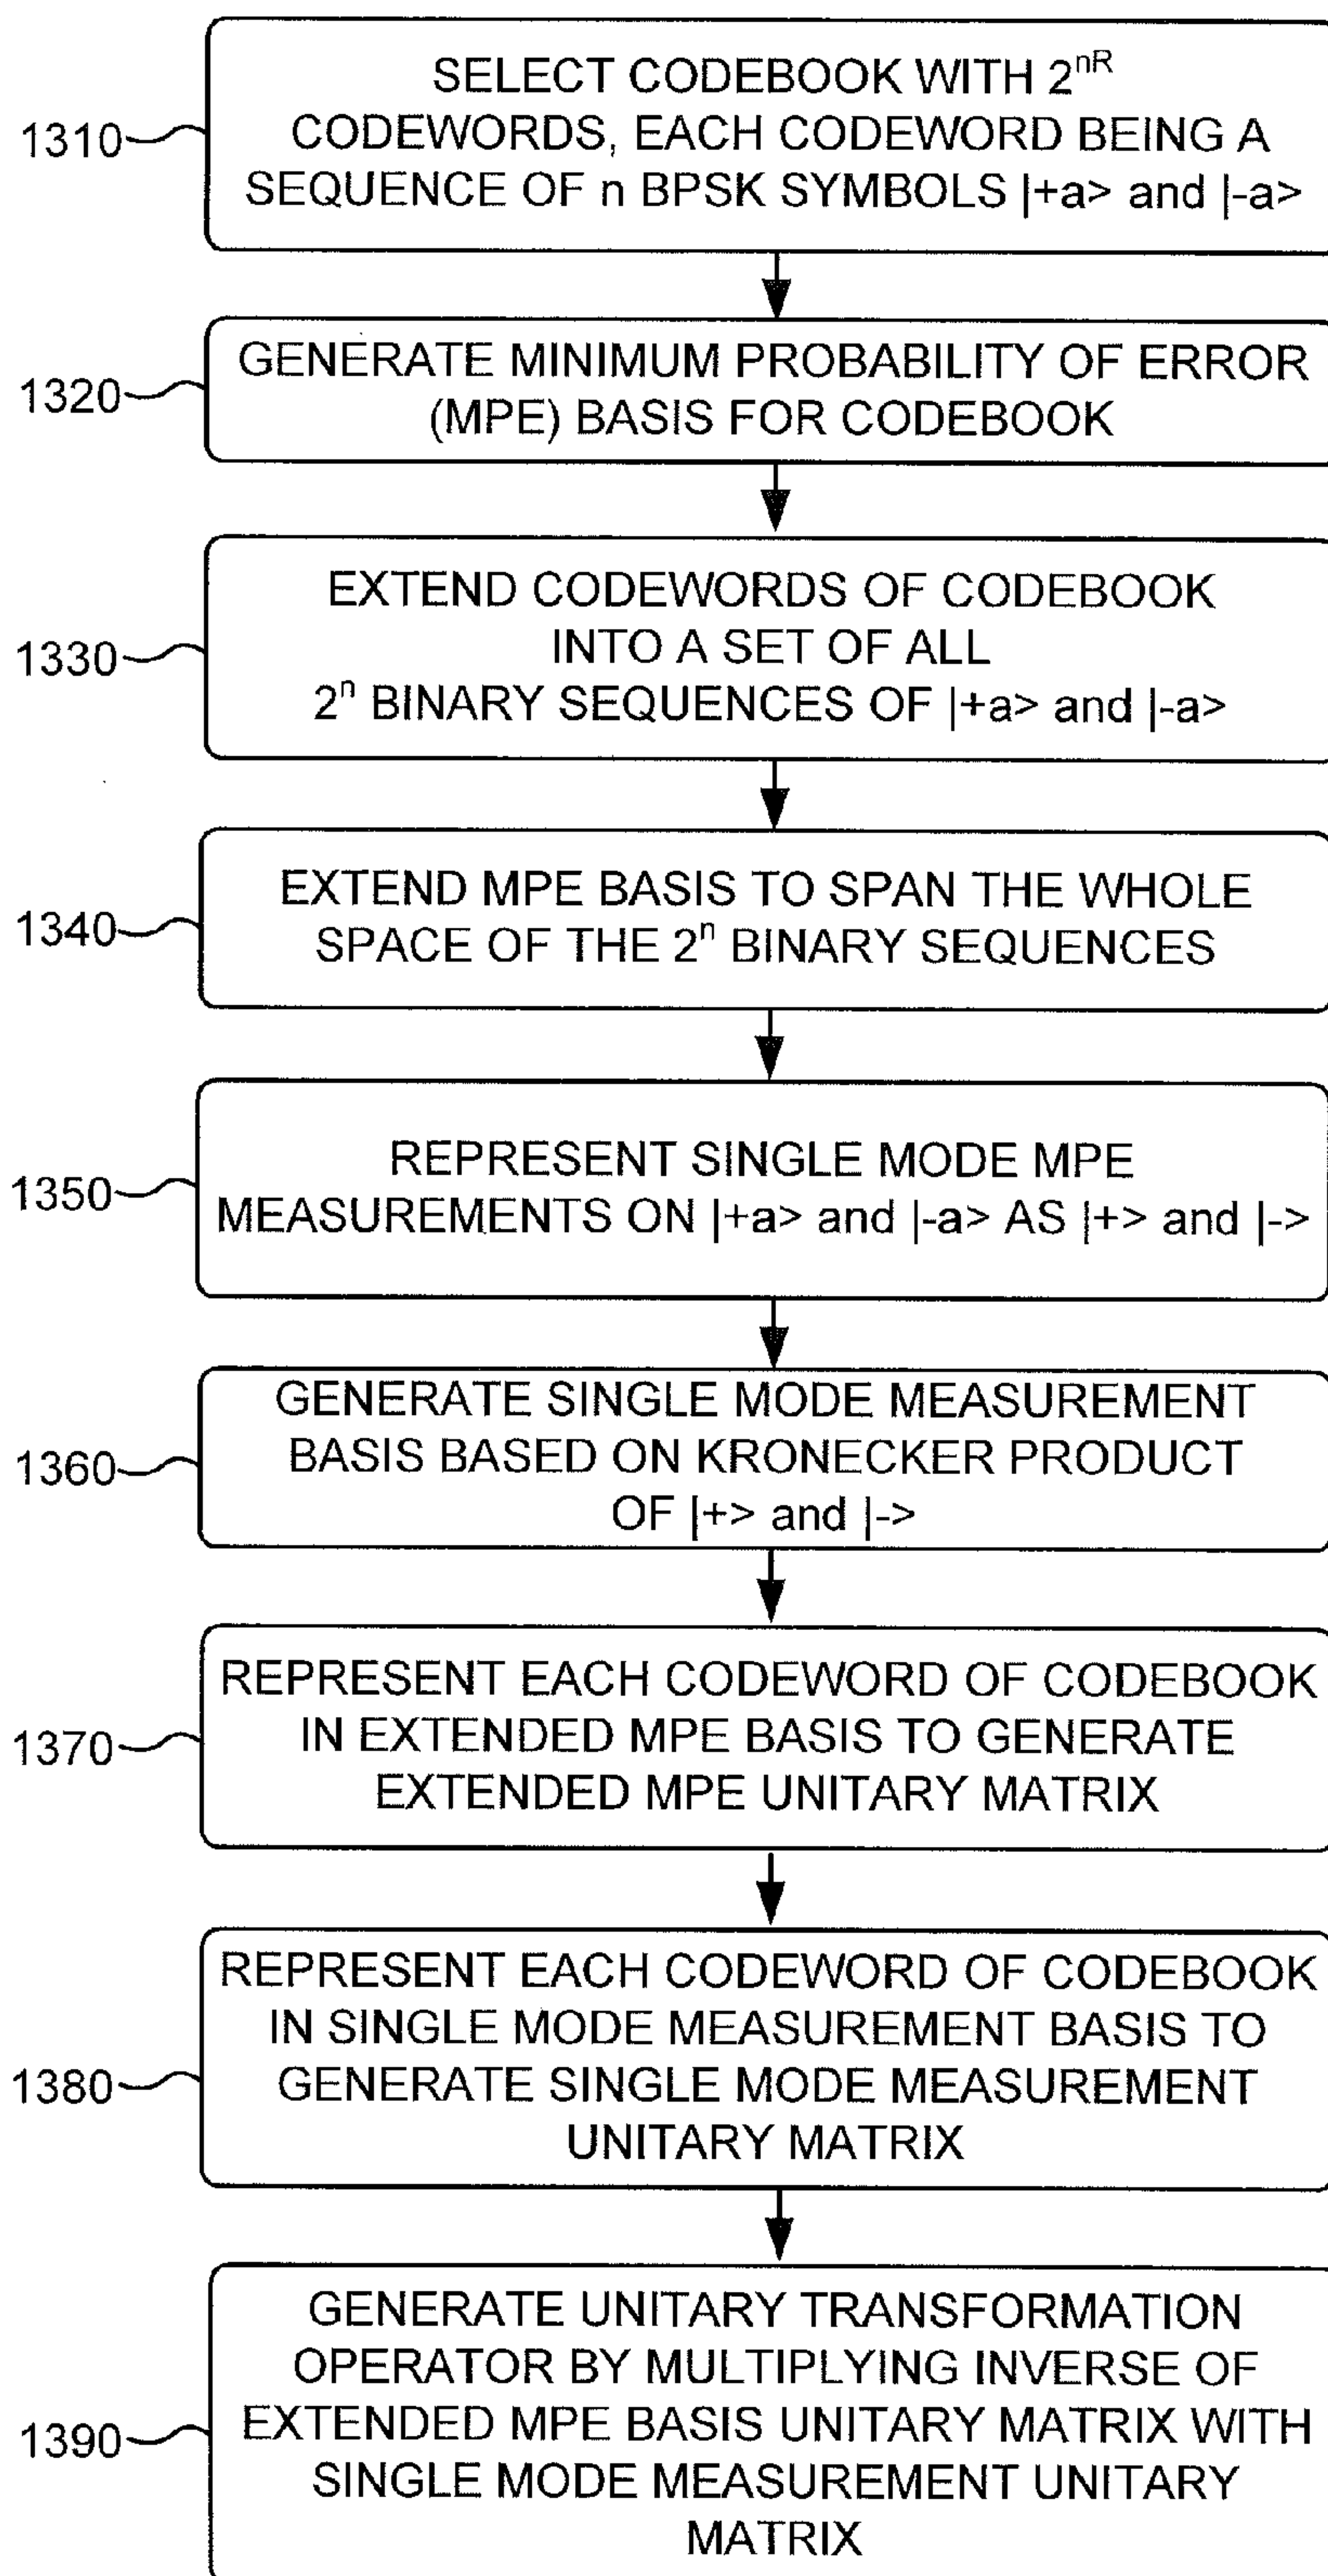 1310
SELECT CODEBOOK WITH 2^{nR}
CODEWORDS, EACH CODEWORD BEING A
SEQUENCE OF n BPSK SYMBOLS |+a> and |-a>
1320
GENERATE MINIMUM PROBABILITY OF ERROR
(MPE) BASIS FOR CODEBOOK
1330
EXTEND CODEWORDS OF CODEBOOK
INTO A SET OF ALL
2^n BINARY SEQUENCES OF |+a> and |-a>
1340
EXTEND MPE BASIS TO SPAN THE WHOLE
SPACE OF THE 2^n BINARY SEQUENCES
1350
REPRESENT SINGLE MODE MPE
MEASUREMENTS ON |+a> and |-a> AS |+> and |->
1360
GENERATE SINGLE MODE MEASUREMENT
BASIS BASED ON KRONECKER PRODUCT
OF |+> and |->
1370
REPRESENT EACH CODEWORD OF CODEBOOK
IN EXTENDED MPE BASIS TO GENERATE
EXTENDED MPE UNITARY MATRIX
1380
REPRESENT EACH CODEWORD OF CODEBOOK
IN SINGLE MODE MEASUREMENT BASIS TO
GENERATE SINGLE MODE MEASUREMENT
UNITARY MATRIX
1390
GENERATE UNITARY TRANSFORMATION
OPERATOR BY MULTIPLYING INVERSE OF
EXTENDED MPE BASIS UNITARY MATRIX WITH
SINGLE MODE MEASUREMENT UNITARY
MATRIX